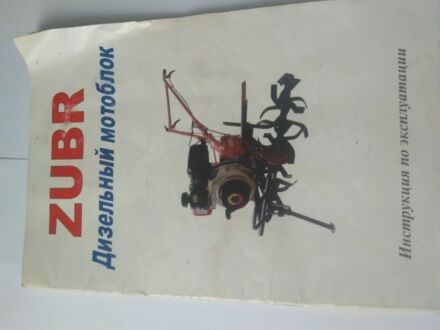 ZUBR
Дизельный мотоблок
Инструкция по эксплуатации